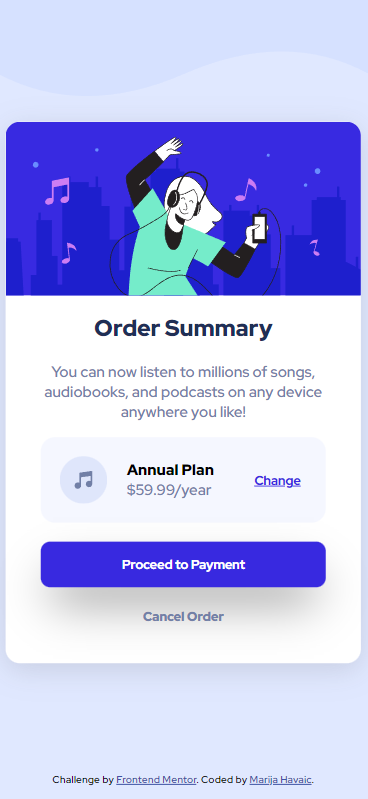 Order Summary
You can now listen to millions of songs,
audiobooks, and podcasts on any device
anywhere you like!
Annual Plan
$59.99/year
Change
Proceed to Payment
Cancel Order
Challenge by Frontend Mentor. Coded by Marija Havaic.